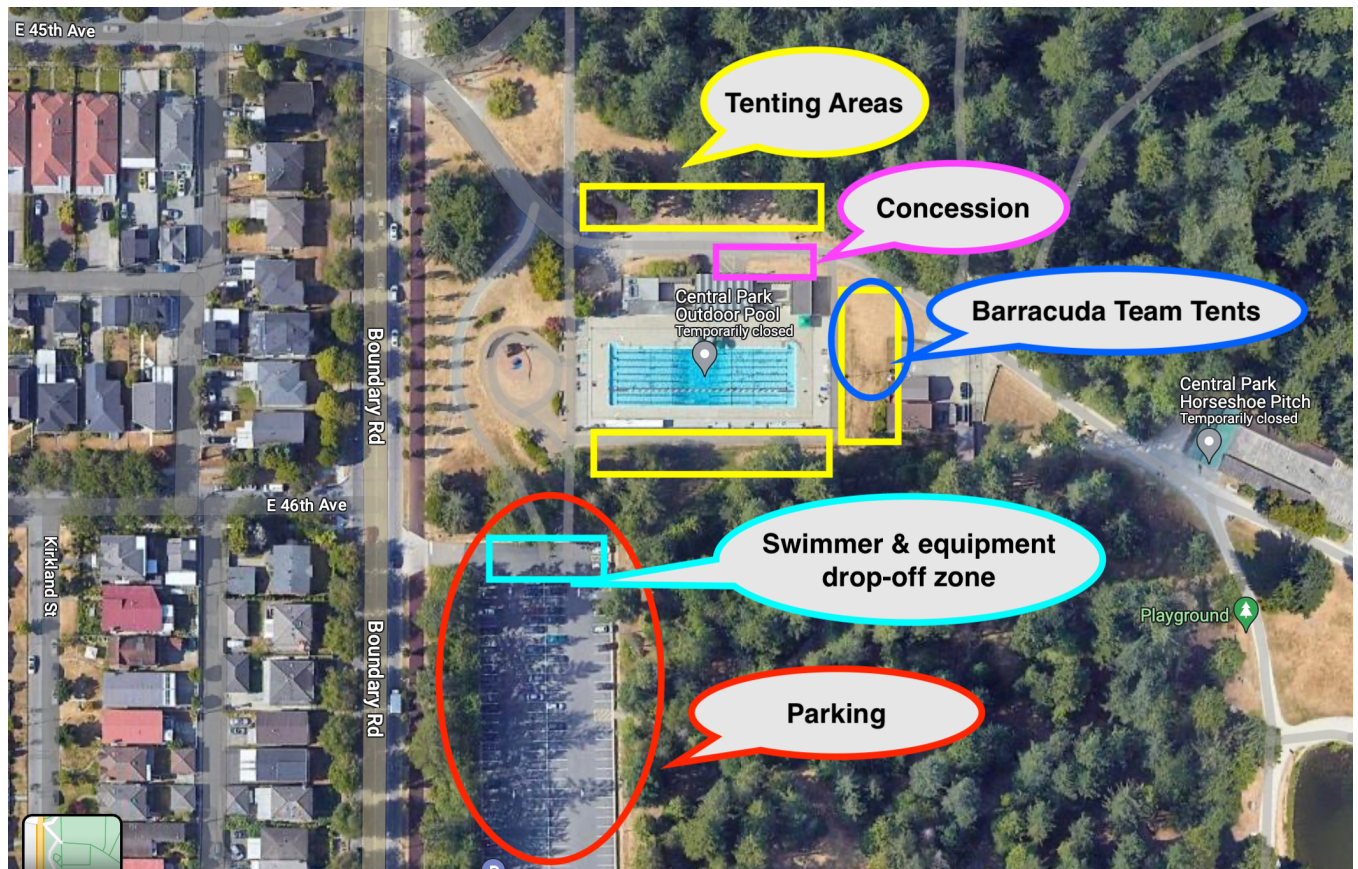 E 45th Ave
Tenting Areas
Concession
Central Park
Outdoor Pool
Temporarily closed
Barracuda Team Tents
Boundary Rd
Central Park
Horseshoe Pitch
Temporarily closed
E 46th Ave
Swimmer & equipment
drop-off zone
Kirkland St
Playground
Boundary Rd
Parking